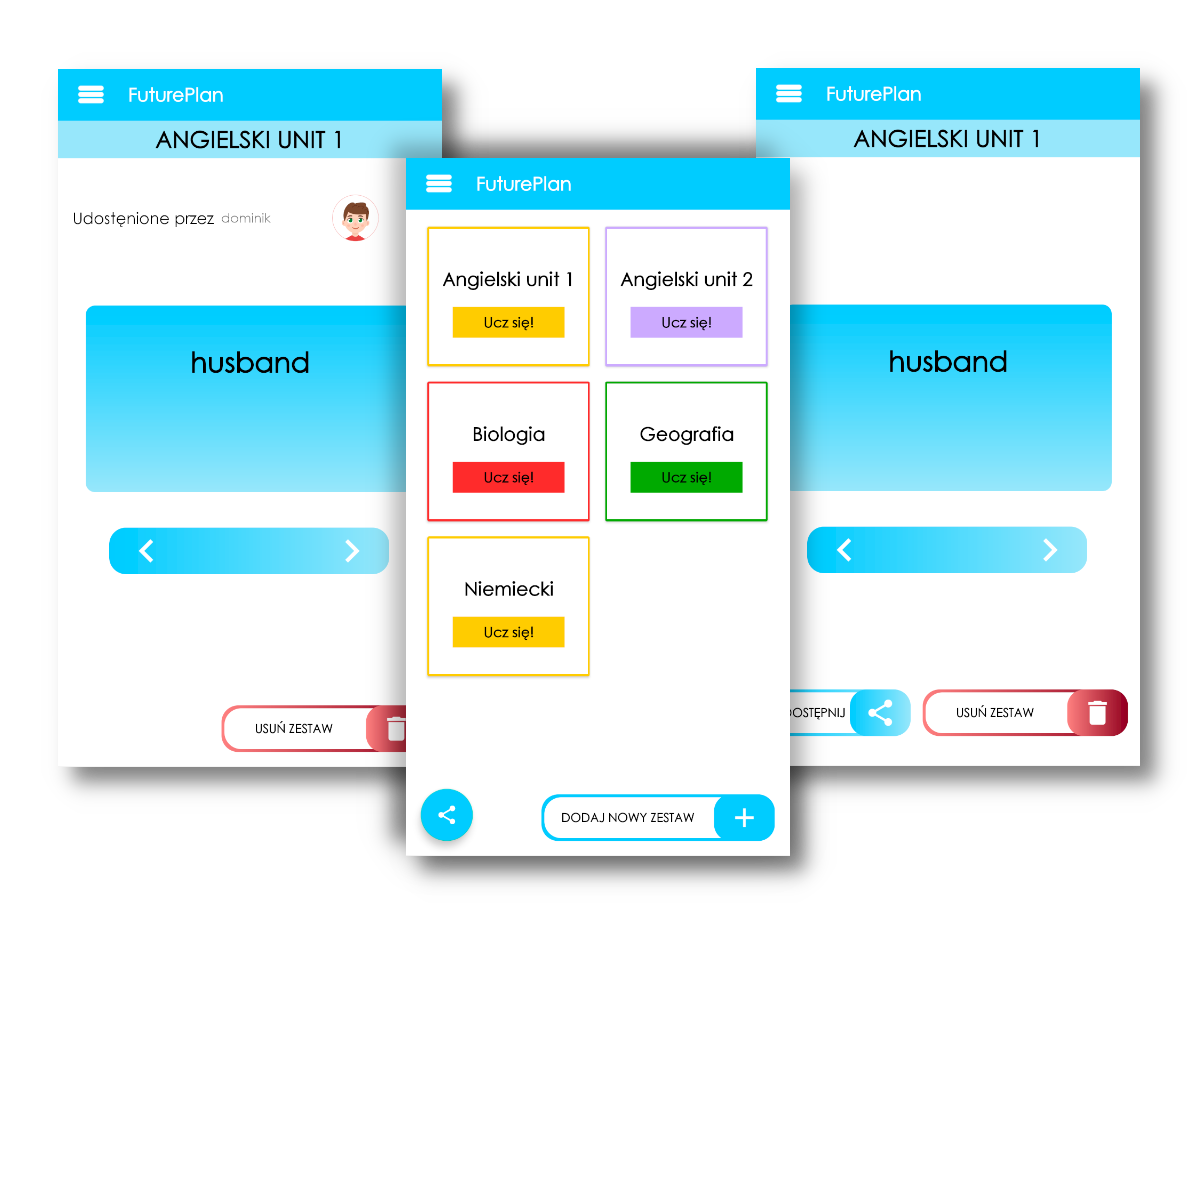 FuturePlan
ANGIELSKI UNIT 1
Udostęnione przez dominik
husband
USUŃ ZESTAW
FuturePlan
Angielski unit 1
Ucz się!
Angielski unit 2
Ucz się!
Biologia
Ucz się!
Geografia
Ucz się!
Niemiecki
Ucz się!
DODAJ NOWY ZESTAW
FuturePlan
ANGIELSKI UNIT 1
husband
USUŃ ZESTAW